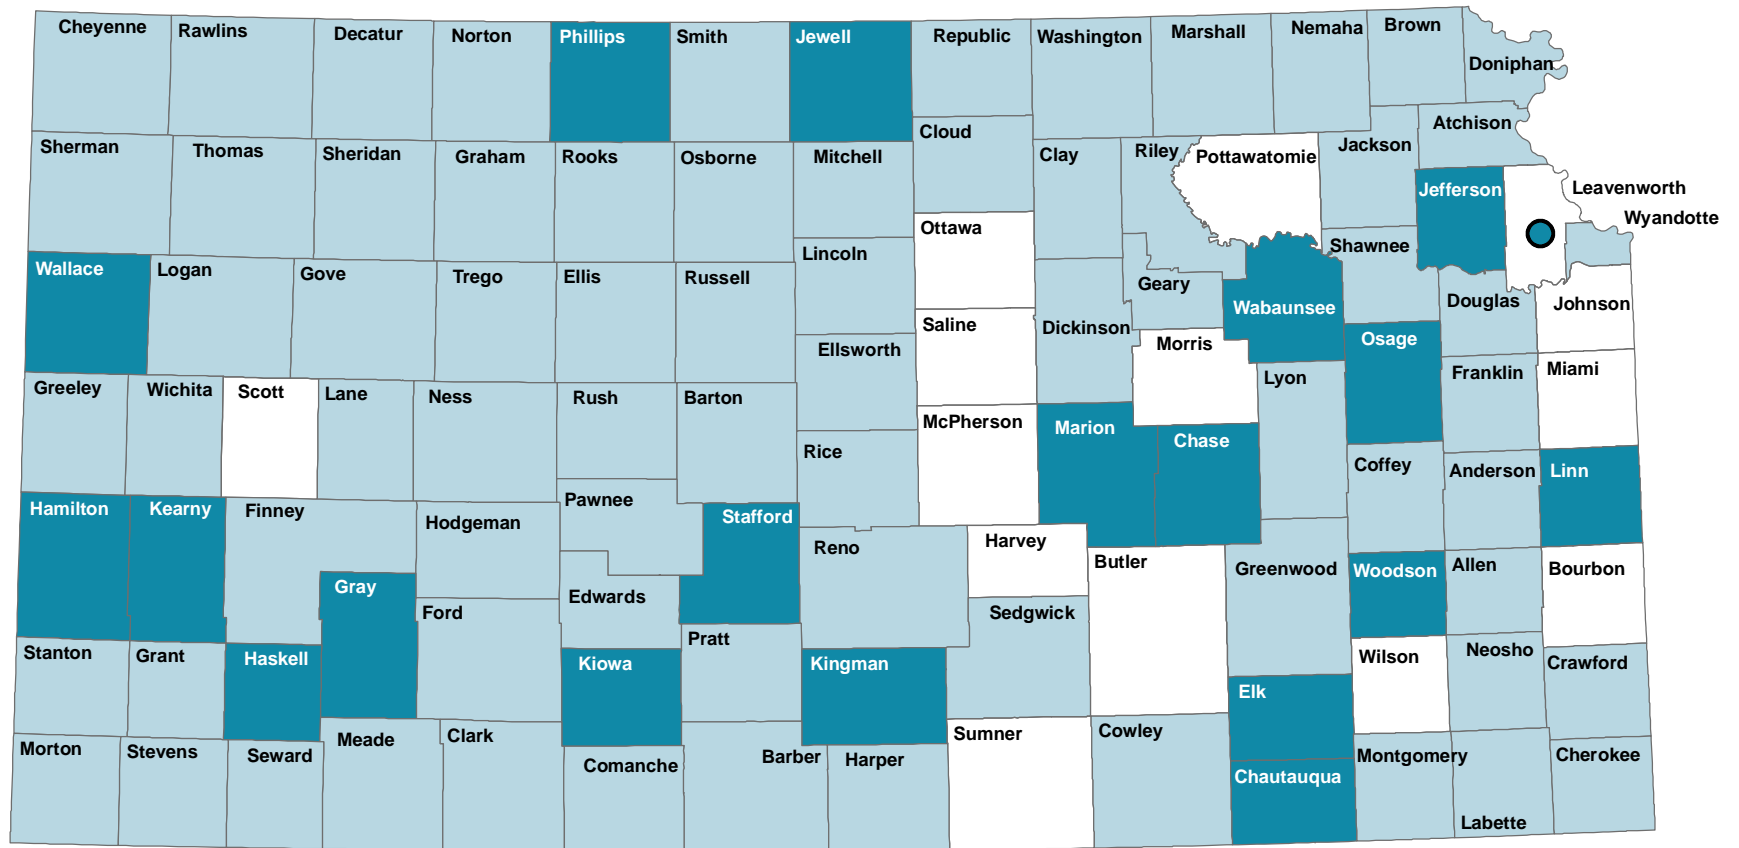 Cheyenne
Rawlins
Decatur
Norton
Phillips
Smith
Jewell
Republic
Washington
Marshall
Nemaha
Brown
Doniphan
Sherman
Thomas
Sheridan
Graham
Rooks
Osborne
Mitchell
Cloud
Clay
Riley
Pottawatomie
Jackson
Atchison
Jefferson
Leavenworth
Wyandotte
Ottawa
Lincoln
Shawnee
Wallace
Logan
Gove
Trego
Ellis
Russell
Geary
Wabaunsee
Douglas
Johnson
Saline
Dickinson
Ellsworth
Morris
Osage
Greeley
Wichita
Scott
Lane
Ness
Rush
Barton
Lyon
Franklin
Miami
McPherson
Marion
Chase
Rice
Coffey
Anderson
Linn
Hamilton
Kearny
Finney
Hodgeman
Pawnee
Stafford
Reno
Harvey
Butler
Greenwood
Woodson
Allen
Bourbon
Gray
Ford
Edwards
Sedgwick
Stanton
Grant
Haskell
Kiowa
Pratt
Kingman
Wilson
Neosho
Crawford
Elk
Morton
Stevens
Seward
Meade
Clark
Comanche
Barber
Harper
Sumner
Cowley
Chautauqua
Montgomery
Cherokee
Labette